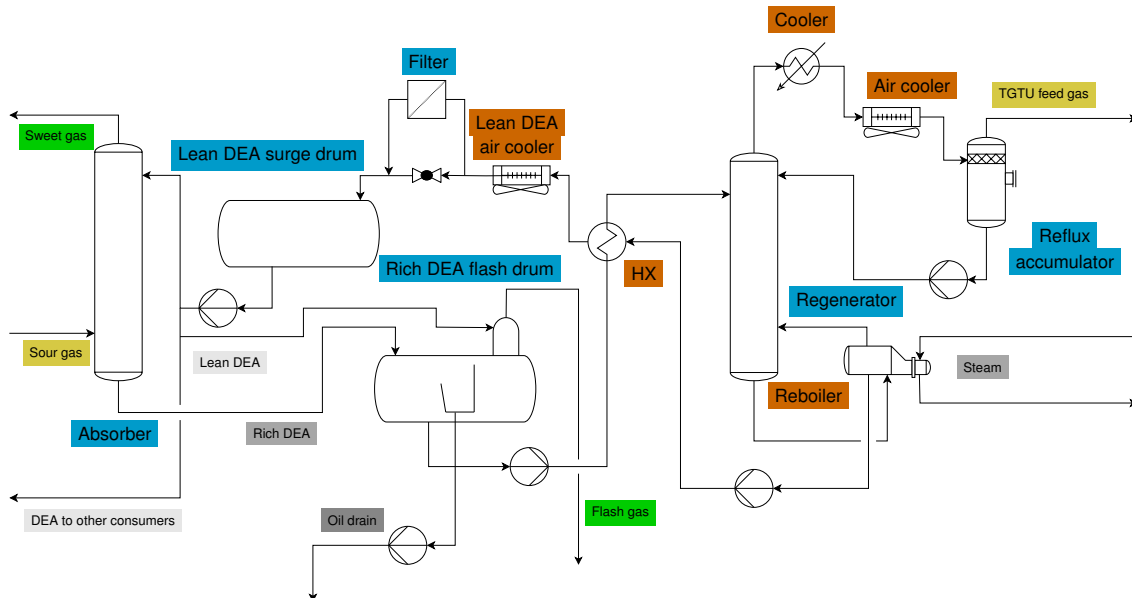 Cooler
Filter
Air cooler
TGTU feed gas
Sweet gas
Lean DEA
air cooler
Lean DEA surge drum
Reflux
accumulator
Rich DEA flash drum
HX
Regenerator
Sour gas
Lean DEA
Steam
Reboiler
Absorber
Rich DEA
DEA to other consumers
Oil drain
Flash gas